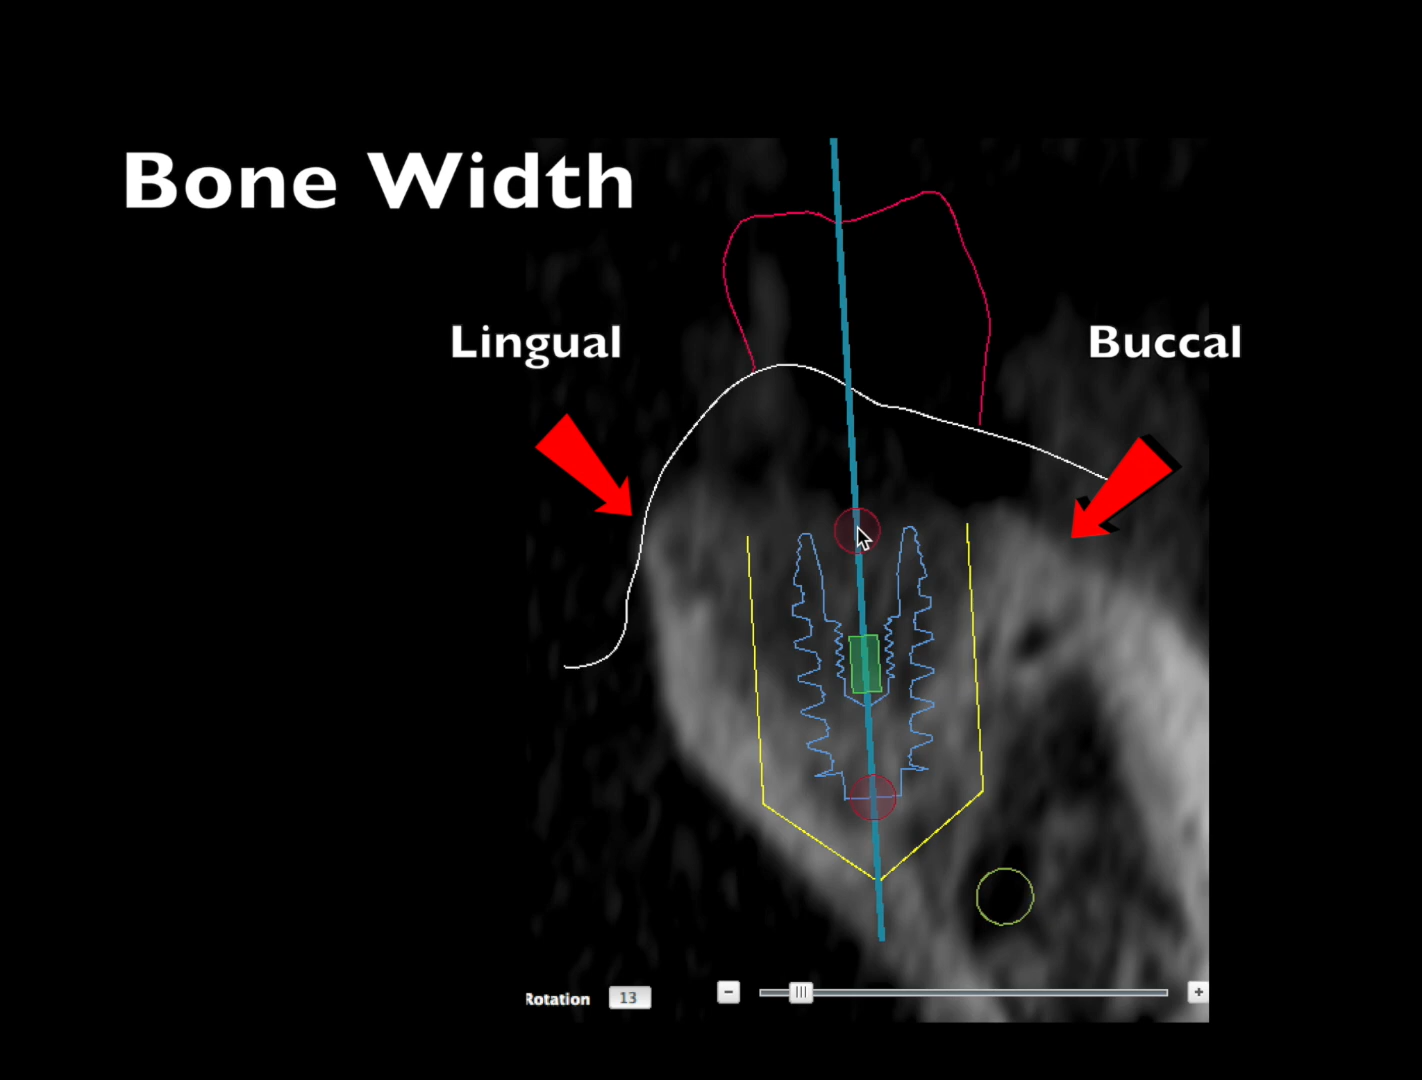 Bone Width
Lingual
Buccal
Rotation 13 − +